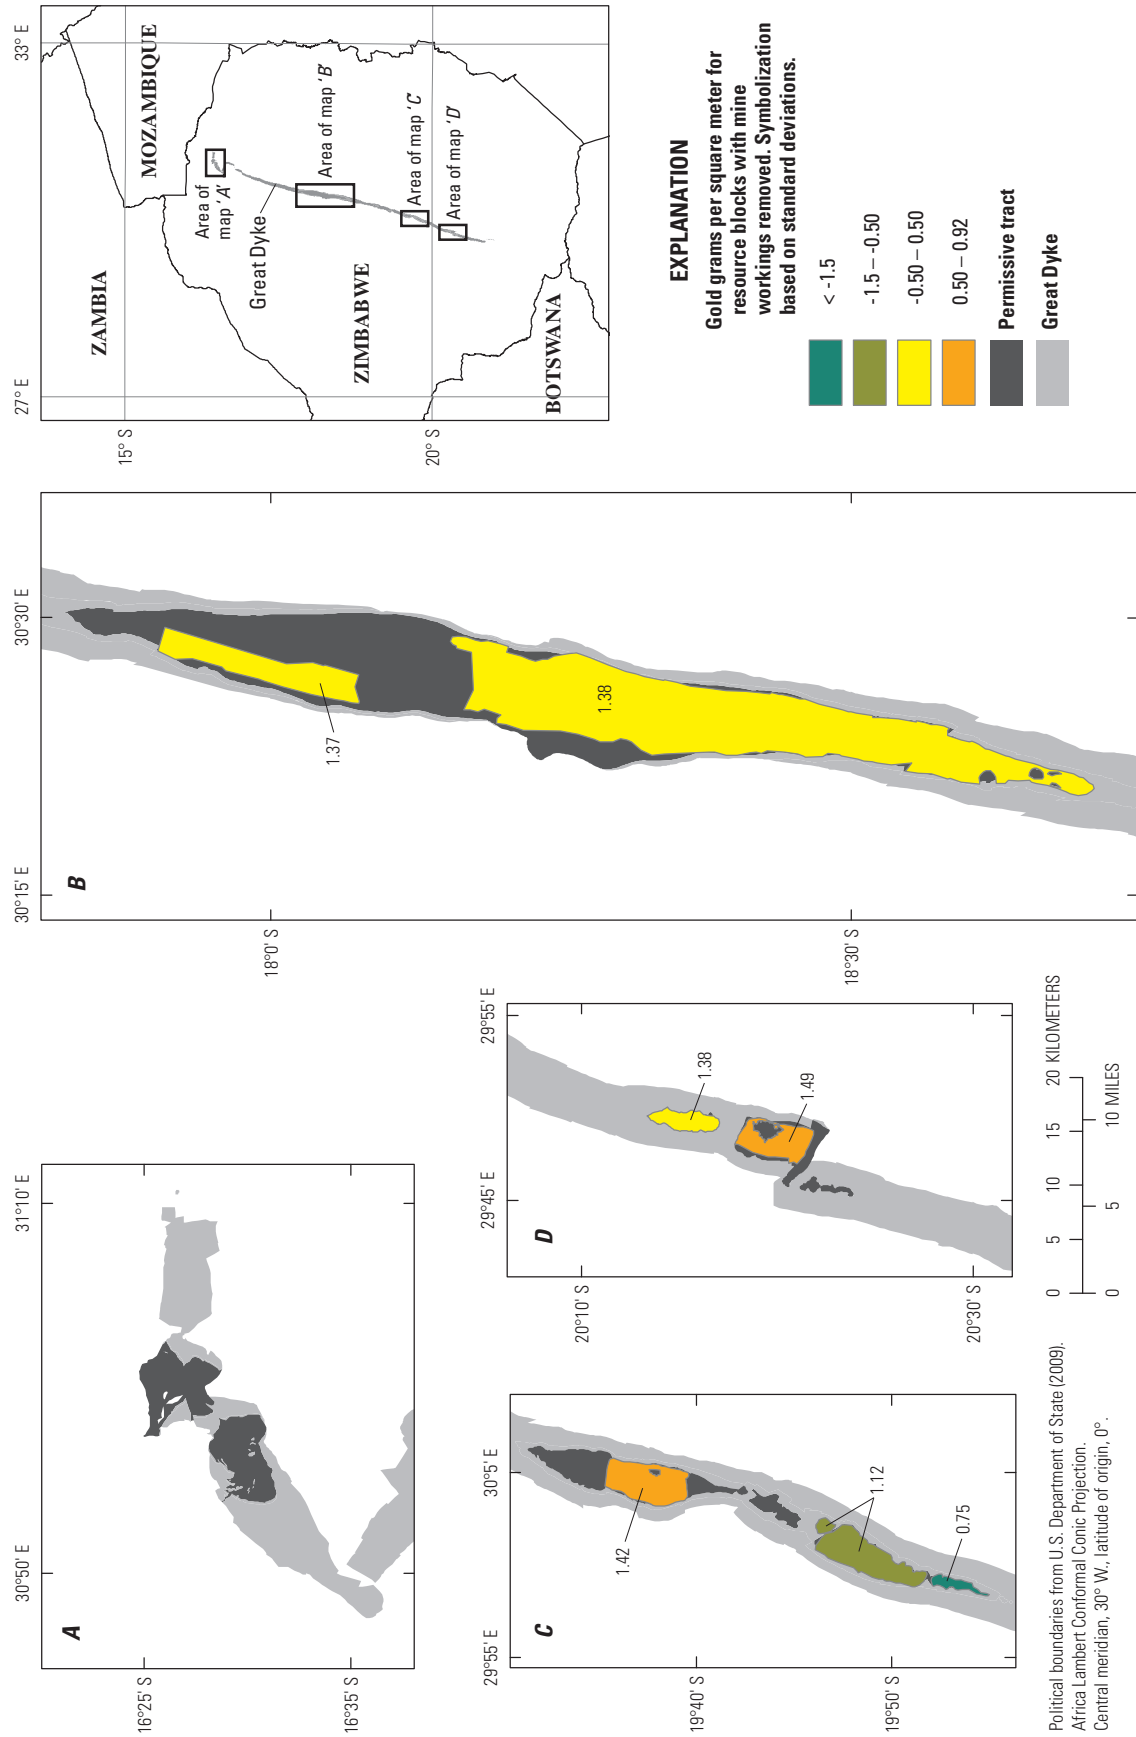 A
30°50' E
31°10' E
16°25' S
16°35' S
B
30°15' E
30°30' E
18°0' S
18°30' S
1.37
1.38
C
29°55' E
30°5' E
19°40' S
19°50' S
1.42
1.12
0.75
D
29°45' E
29°55' E
20°10' S
20°30' S
1.38
1.49
27° E
33° E
15° S
20° S
ZAMBIA
MOZAMBIQUE
ZIMBABWE
BOTSWANA
Area of
map 'A'
Great Dyke
Area of map 'B'
Area of map 'C'
Area of map 'D'
EXPLANATION
Gold grams per square meter for
resource blocks with mine
workings removed. Symbolization
based on standard deviations.
< -1.5
-1.5 – -0.50
-0.50 – 0.50
0.50 – 0.92
Permissive tract
Great Dyke
0 5 10 15 20 KILOMETERS
0 5 10 MILES
Political boundaries from U.S. Department of State (2009).
Africa Lambert Conformal Conic Projection.
Central meridian, 30° W., latitude of origin, 0°.